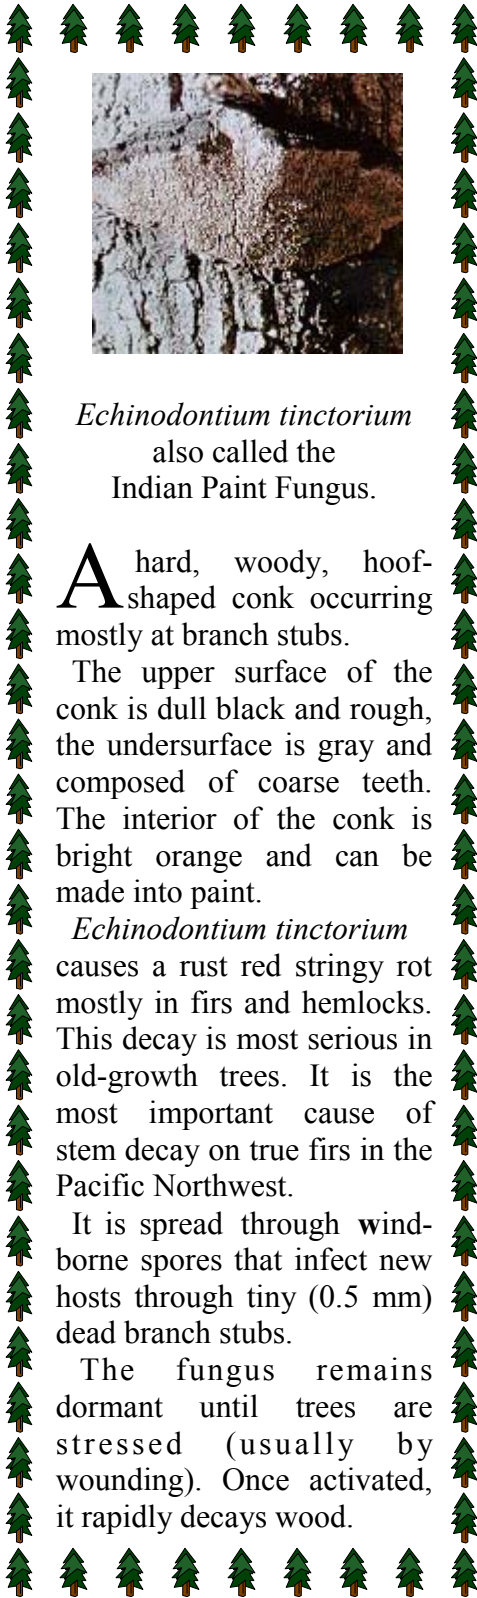 Echinodontium tinctorium
also called the
Indian Paint Fungus.
A hard, woody, hoof-
shaped conk occurring
mostly at branch stubs.
The upper surface of the
conk is dull black and rough,
the undersurface is gray and
composed of coarse teeth.
The interior of the conk is
bright orange and can be
made into paint.
Echinodontium tinctorium
causes a rust red stringy rot
mostly in firs and hemlocks.
This decay is most serious in
old-growth trees. It is the
most important cause of
stem decay on true firs in the
Pacific Northwest.
It is spread through wind-
borne spores that infect new
hosts through tiny (0.5 mm)
dead branch stubs.
The fungus remains
dormant until trees are
stressed (usually by
wounding). Once activated,
it rapidly decays wood.